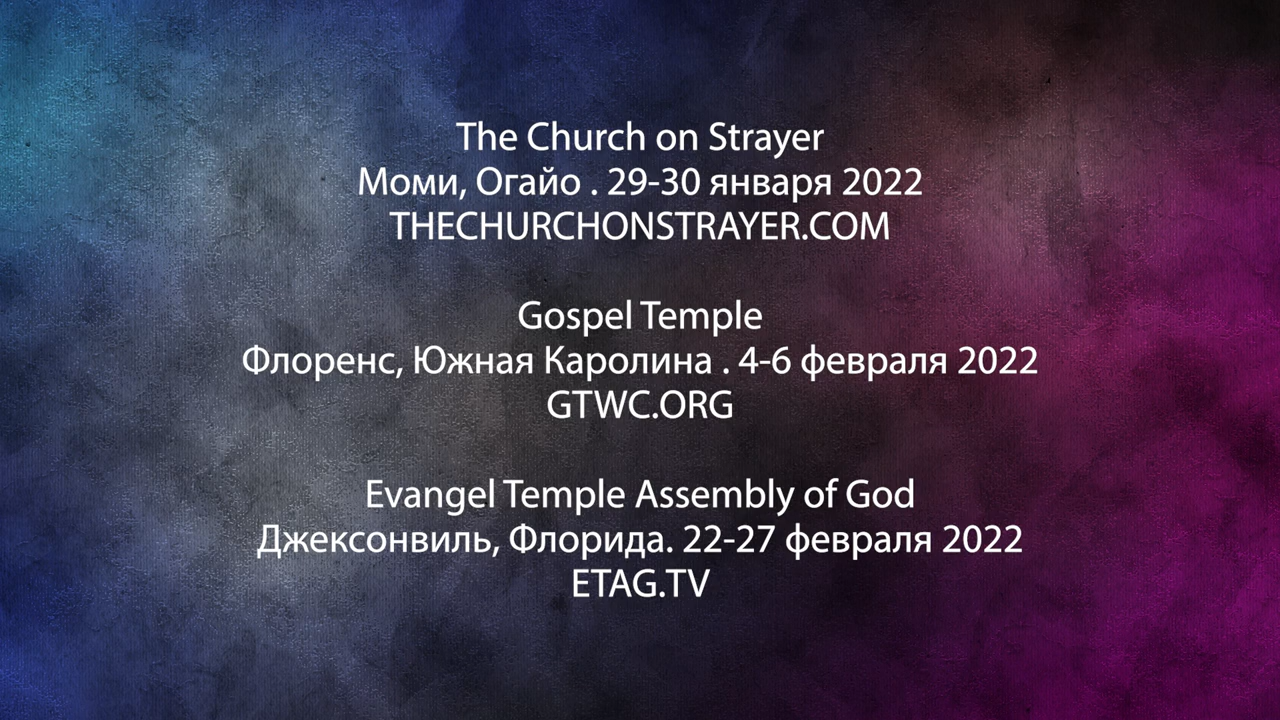 The Church on Strayer
Моми, Огайо . 29-30 января 2022
THECHURCHONSTRAYER.COM
Gospel Temple
Флоренс, Южная Каролина . 4-6 февраля 2022
GTWC.ORG
Evangel Temple Assembly of God
Джексонвиль, Флорида. 22-27 февраля 2022
ETAG.TV